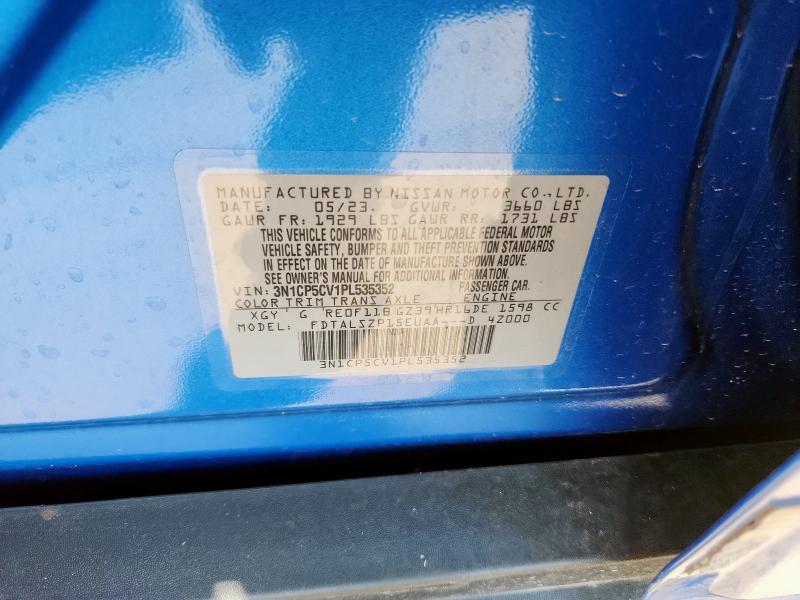 MANUFACTURED BY NISSAN MOTOR CO., LTD.
DATE: 05/23. GVWR: 3660 LBS
GAWR FR: 1929 LBS GAWR RR: 1731 LBS
THIS VEHICLE CONFORMS TO ALL APPLICABLE FEDERAL MOTOR
VEHICLE SAFETY, BUMPER AND THEFT PREVENTION STANDARDS
IN EFFECT ON THE DATE OF MANUFACTURE SHOWN ABOVE.
SEE OWNER'S MANUAL FOR ADDITIONAL INFORMATION.
VIN: 3N1CP5CV1PL535352 PASSENGER CAR.
COLOR TRIM TRANS AXLE ENGINE
XGY G RE0F11B GZ39 HR16DE 1598 CC
MODEL: FDTALSZP15EUAA---D 42000
3N1CP5CV1PL535352